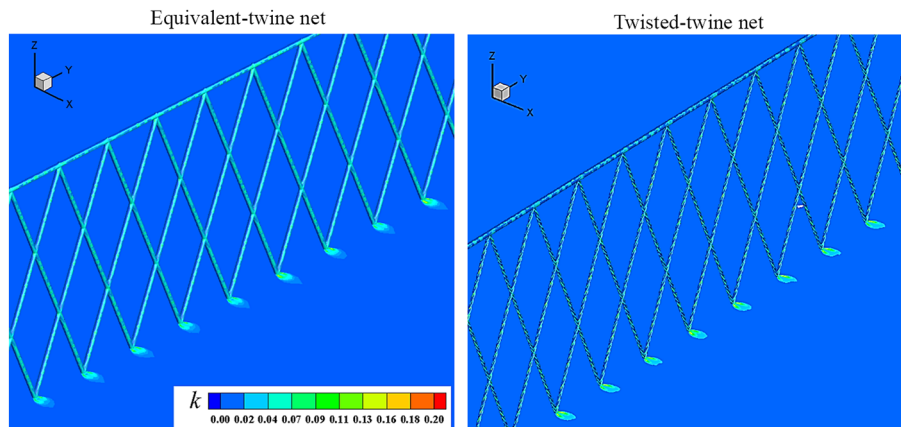 Equivalent-twine net
Twisted-twine net
Z
Y
X
Z
Y
X
k
0.00 0.02 0.04 0.07 0.09 0.11 0.13 0.16 0.18 0.20